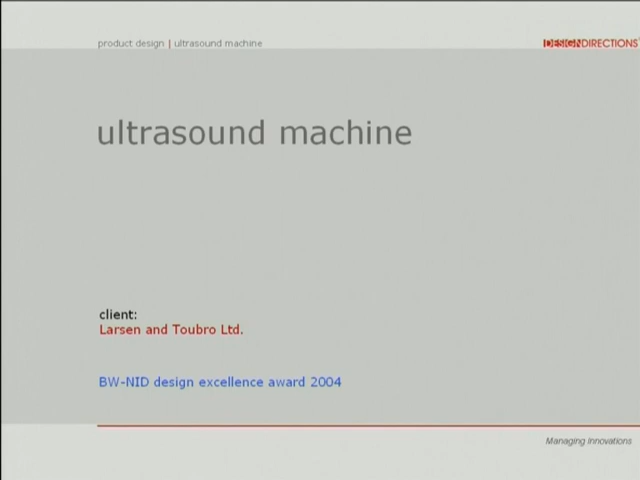 product design | ultrasound machine
DESIGNDIRECTIONS
ultrasound machine
client:
Larsen and Toubro Ltd.
BW-NID design excellence award 2004
Managing Innovations